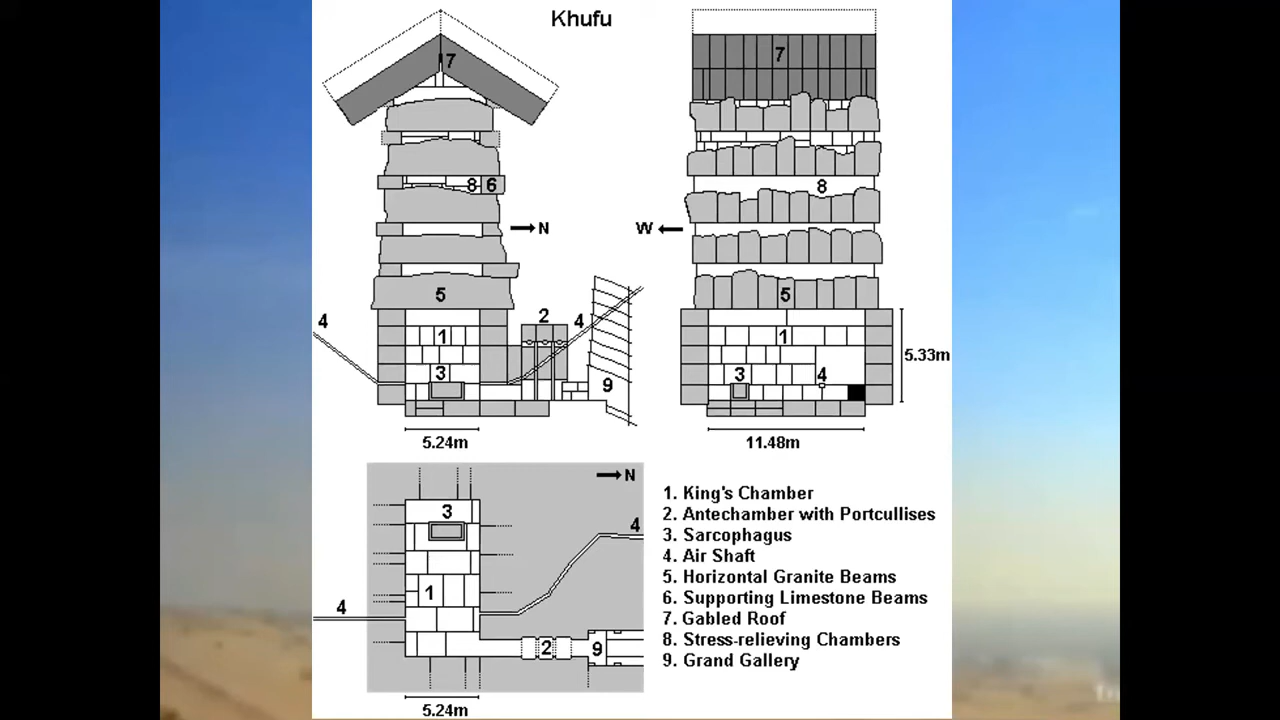 Khufu
7
7
8
6
8
N
W
5
5
4
2
4
1
1
5.33m
3
3
4
9
5.24m
11.48m
N
3
4
1
4
2
9
5.24m
1. King's Chamber
2. Antechamber with Portcullises
3. Sarcophagus
4. Air Shaft
5. Horizontal Granite Beams
6. Supporting Limestone Beams
7. Gabled Roof
8. Stress-relieving Chambers
9. Grand Gallery